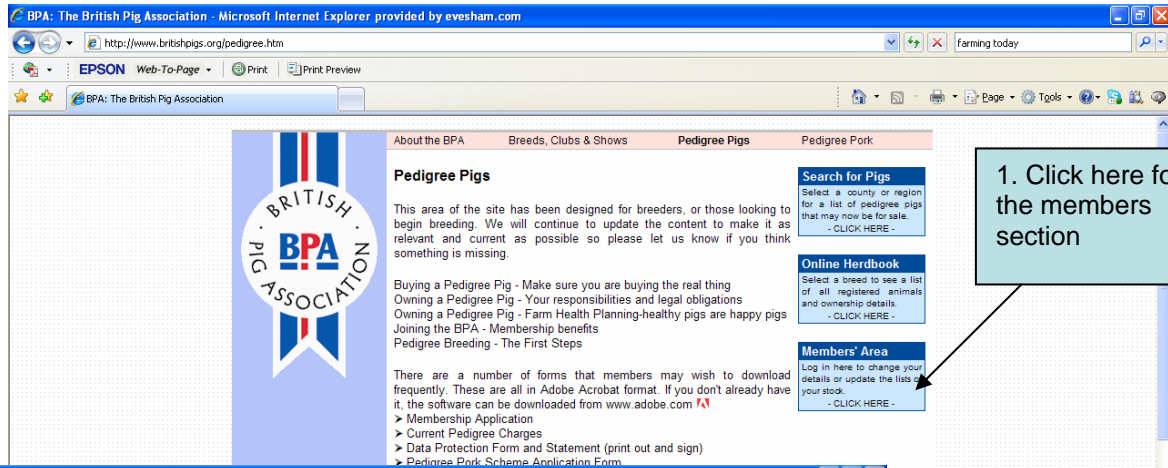 BPA: The British Pig Association - Microsoft Internet Explorer provided by evesham.com
http://www.britishpigs.org/pedigree.htm
farming today
EPSON Web-To-Page
Print
Print Preview
BPA: The British Pig Association
Page
Tools
About the BPA
Breeds, Clubs & Shows
Pedigree Pigs
Pedigree Pork
BRITISH
BPA
PIG ASSOCIATION
Pedigree Pigs
This area of the site has been designed for breeders, or those looking to
begin breeding. We will continue to update the content to make it as
relevant and current as possible so please let us know if you think
something is missing.
Buying a Pedigree Pig - Make sure you are buying the real thing
Owning a Pedigree Pig - Your responsibilities and legal obligations
Owning a Pedigree Pig - Farm Health Planning-healthy pigs are happy pigs
Joining the BPA - Membership benefits
Pedigree Breeding - The First Steps
There are a number of forms that members may wish to download
frequently. These are all in Adobe Acrobat format. If you don't already have
it, the software can be downloaded from www.adobe.com
➤ Membership Application
➤ Current Pedigree Charges
➤ Data Protection Form and Statement (print out and sign)
➤ Pedigree Pork Scheme Application Form
Search for Pigs
Select a county or region
for a list of pedigree pigs
that may now be for sale.
- CLICK HERE -
Online Herdbook
Select a breed to see a list
of all registered animals
and ownership details.
- CLICK HERE -
Members' Area
Log in here to change your
details or update the lists of
your stock.
- CLICK HERE -
1. Click here fo
the members
section